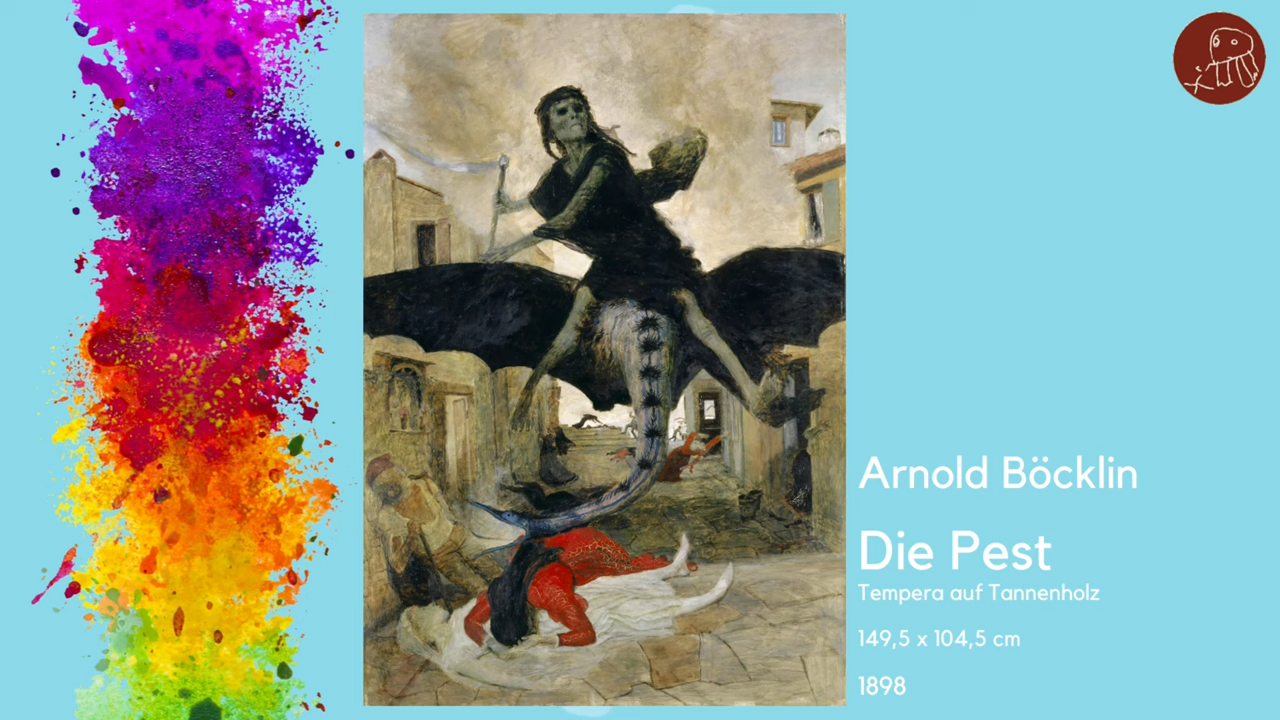 Arnold Böcklin
Die Pest
Tempera auf Tannenholz
149,5 x 104,5 cm
1898